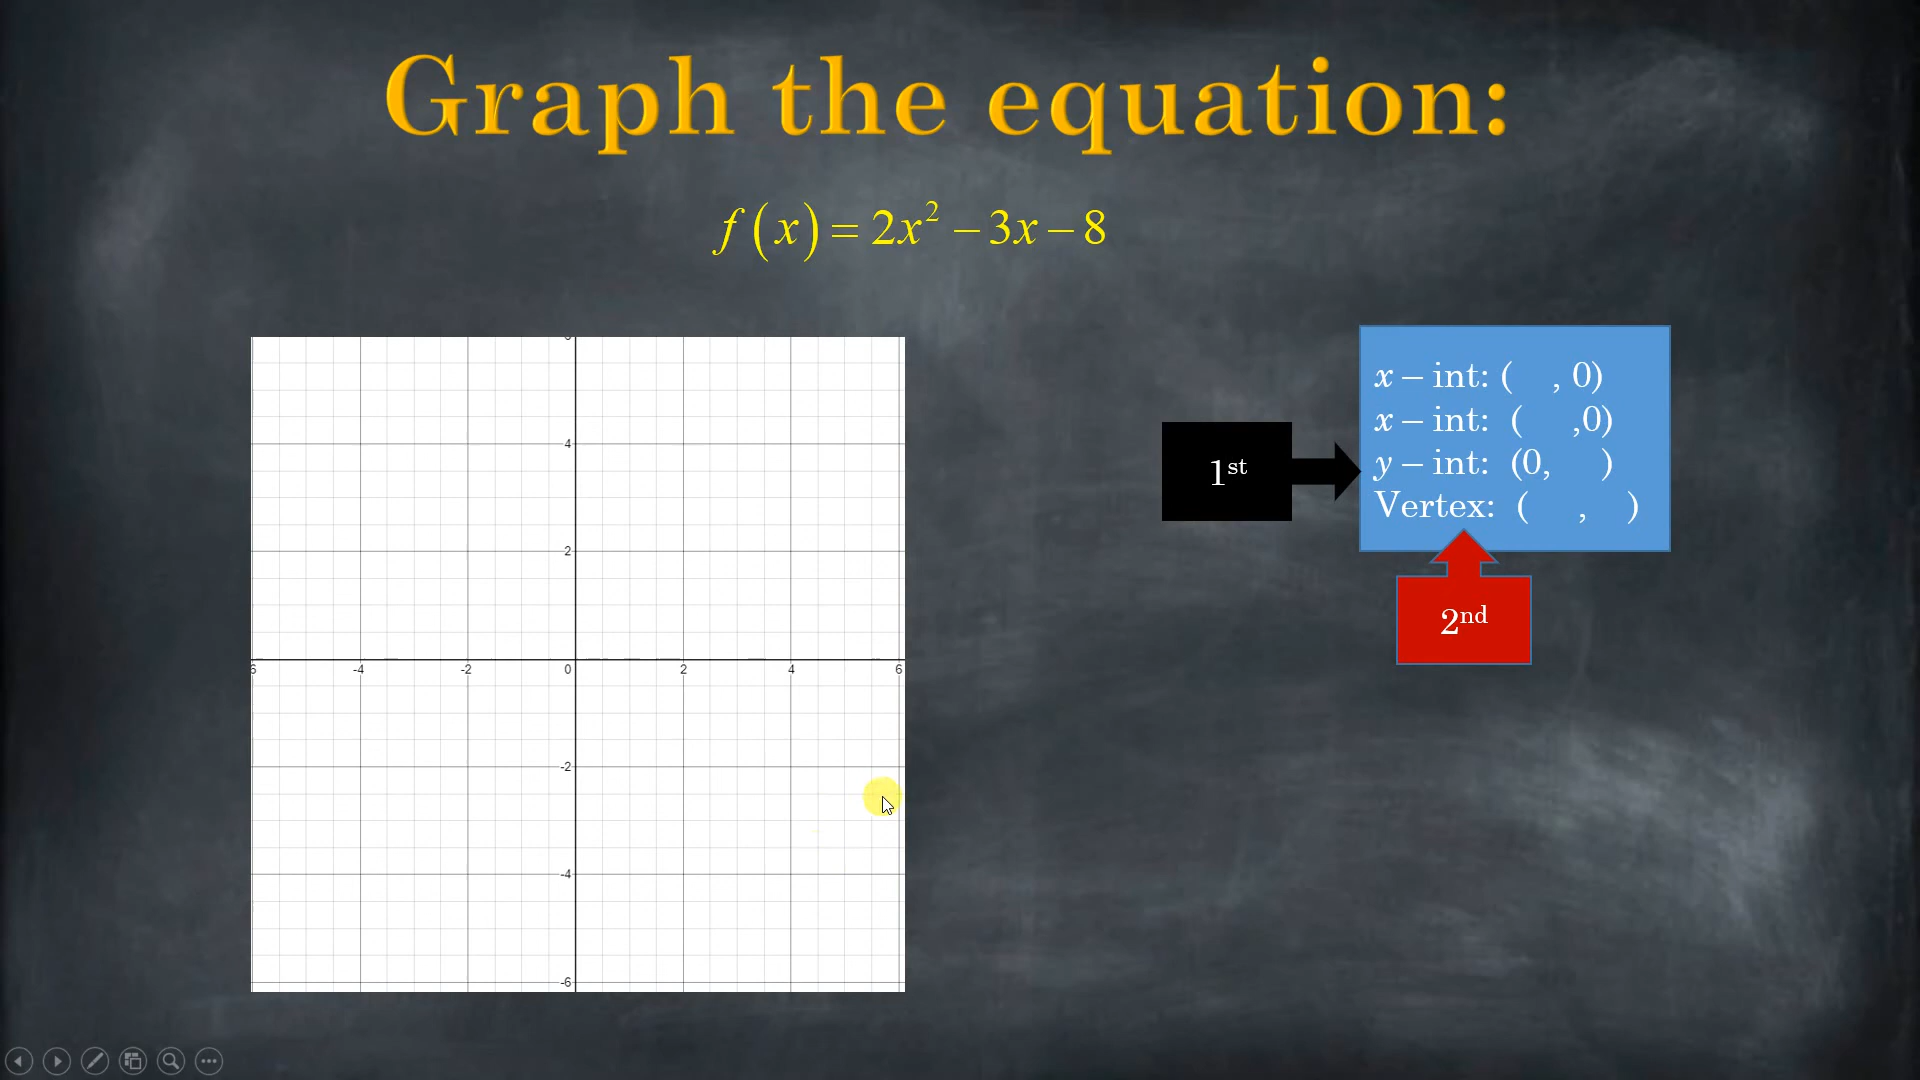 Graph the equation:
f(x) = 2x² − 3x − 8
x – int: ( , 0)
x – int: ( ,0)
y – int: (0, )
Vertex: ( , )
1st
2nd
4
2
6 -4 -2 0 2 4 6
-2
-4
-6